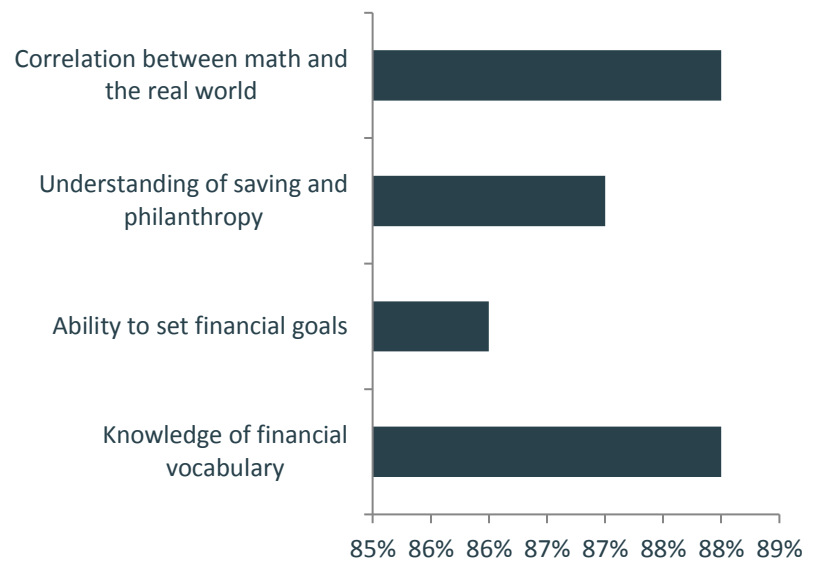 Correlation between math and
the real world
Understanding of saving and
philanthropy
Ability to set financial goals
Knowledge of financial
vocabulary
85% 86% 86% 87% 87% 88% 88% 89%